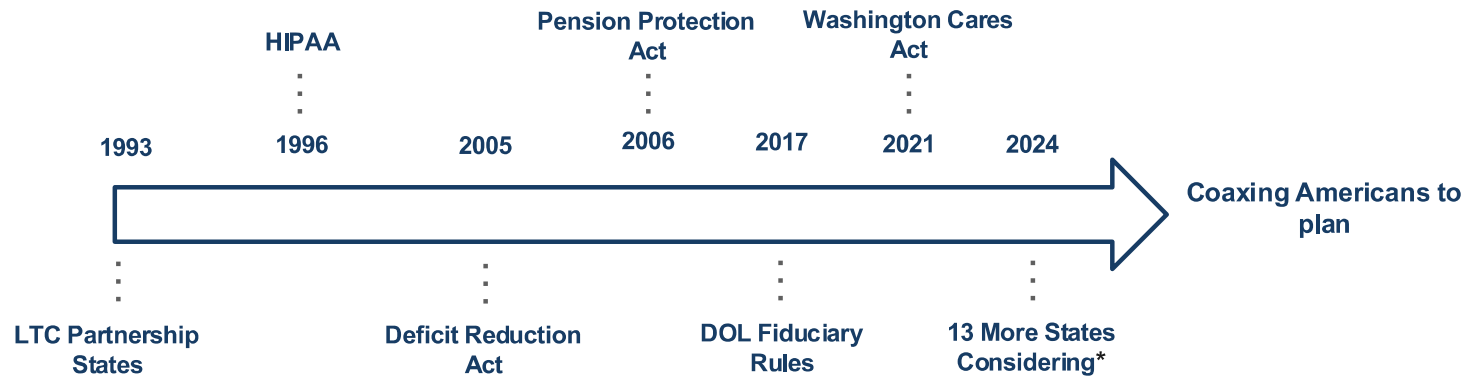 HIPAA
Pension Protection
Act
Washington Cares
Act
1993
1996
2005
2006
2017
2021
2024
Coaxing Americans to
plan
LTC Partnership
States
Deficit Reduction
Act
DOL Fiduciary
Rules
13 More States
Considering*